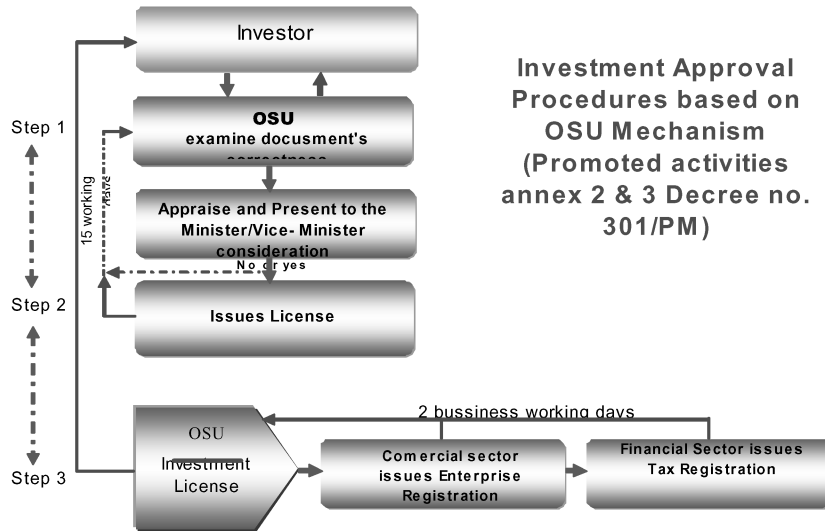 Investor
Investment Approval
Procedures based on
OSU Mechanism
(Promoted activities
annex 2 & 3 Decree no.
301/PM)
Step 1
OSU
examine docusment's
correctness
15 working
days
Appraise and Present to the
Minister/Vice- Minister
consideration
No or yes
Step 2
Issues License
2 bussiness working days
OSU
Investment
License
Comercial sector
issues Enterprise
Registration
Financial Sector issues
Tax Registration
Step 3